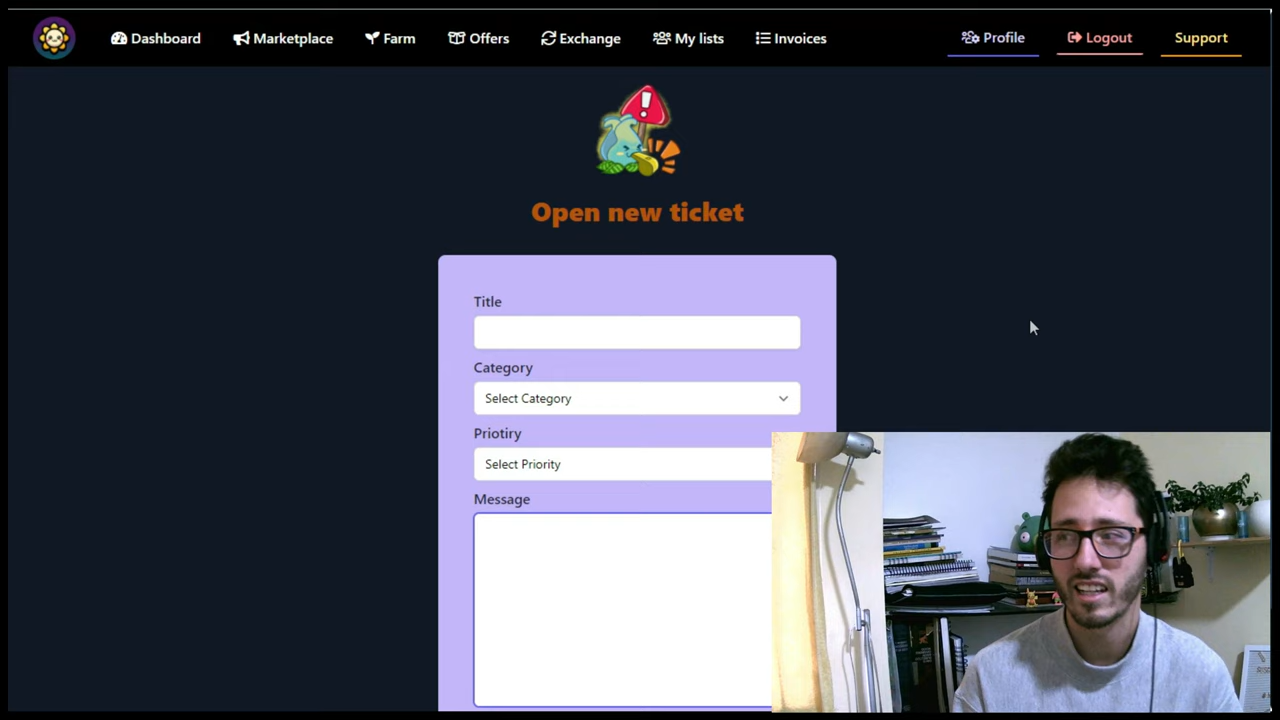 Dashboard Marketplace Farm Offers Exchange My lists Invoices Profile Logout Support
Open new ticket
Title
Category
Select Category
Priotiry
Select Priority
Message